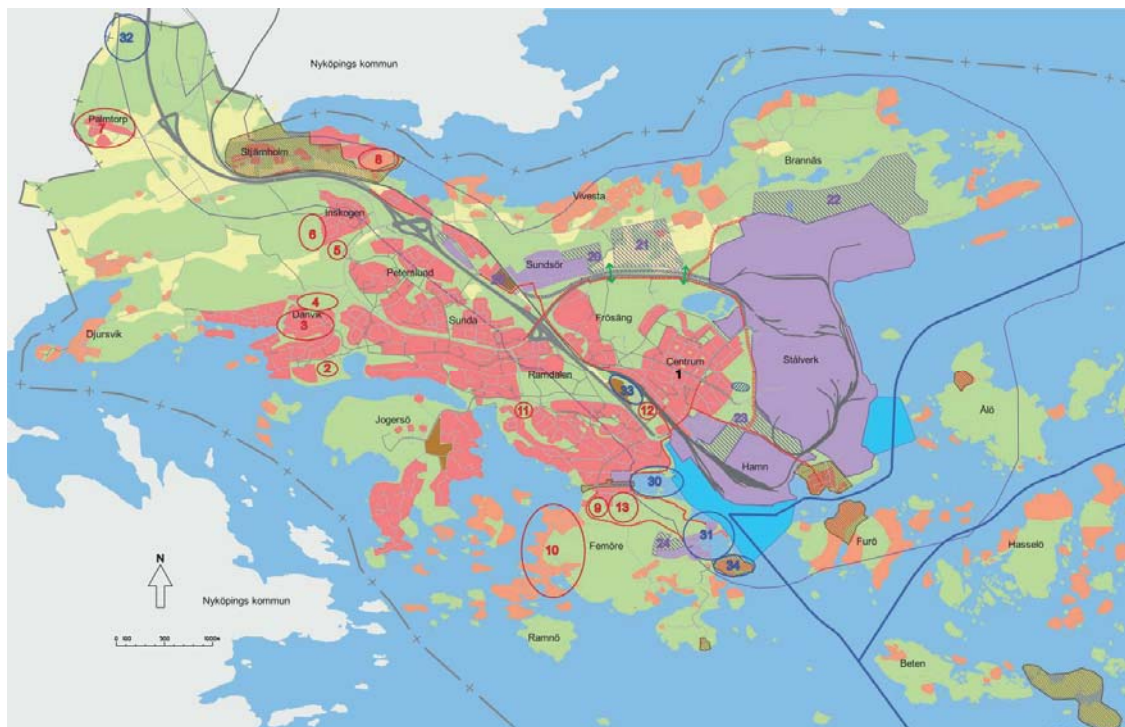 32
Nyköpings kommun
Palmtorp
7
Stjärnholm
8
Brannäs
Vivesta
22
Inskogen
6
5
21
20
Sundsör
Peterslund
4
Danvik
3
Djursvik
Sunda
Frösäng
Centrum
1
Stålverk
2
Ramdalen
33
11
12
23
Jogersö
Ålö
Hamn
30
9
13
31
24
10
Femöre
34
Furö
Hasselö
N
Nyköpings kommun
Ramnö
Beten